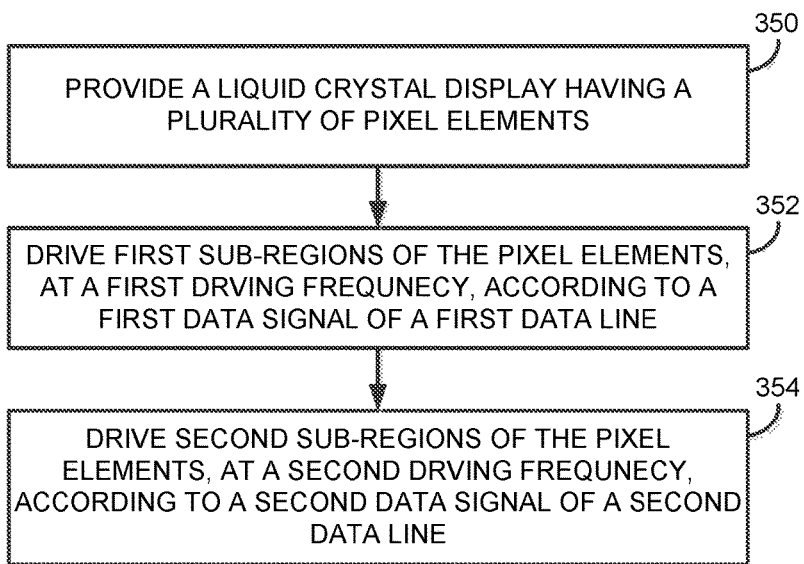 350
PROVIDE A LIQUID CRYSTAL DISPLAY HAVING A
PLURALITY OF PIXEL ELEMENTS
352
DRIVE FIRST SUB-REGIONS OF THE PIXEL ELEMENTS,
AT A FIRST DRVING FREQUNECY, ACCORDING TO A
FIRST DATA SIGNAL OF A FIRST DATA LINE
354
DRIVE SECOND SUB-REGIONS OF THE PIXEL
ELEMENTS, AT A SECOND DRVING FREQUNECY,
ACCORDING TO A SECOND DATA SIGNAL OF A SECOND
DATA LINE